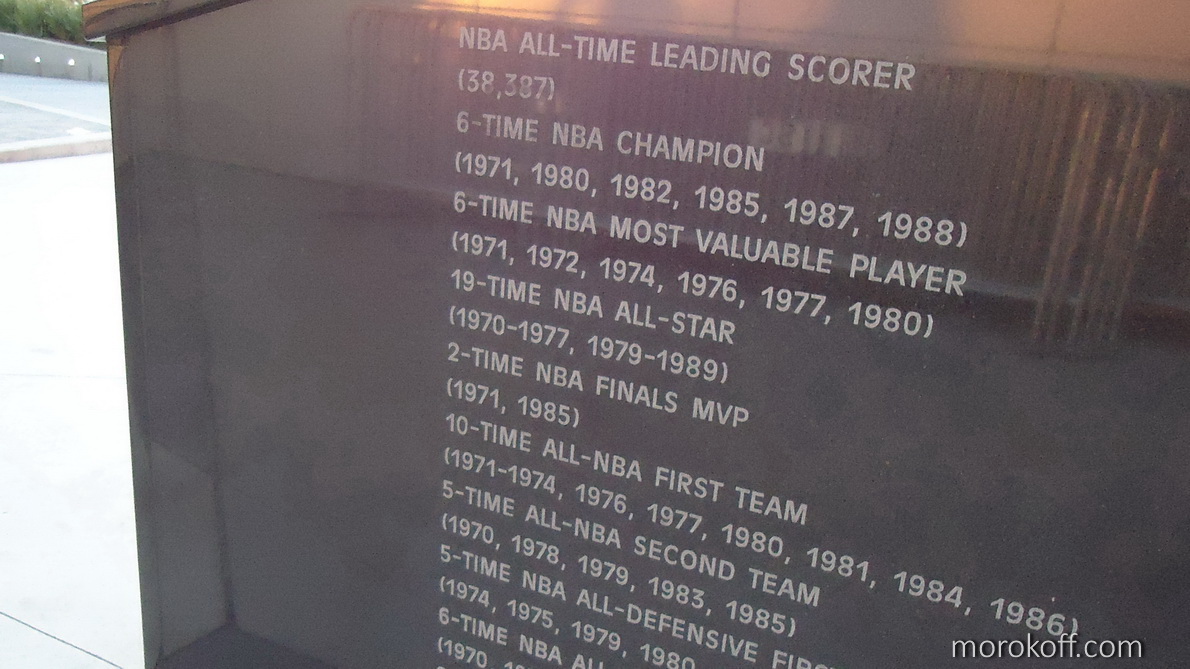 NBA ALL-TIME LEADING SCORER
(38,387)
6-TIME NBA CHAMPION
(1971, 1980, 1982, 1985, 1987, 1988)
6-TIME NBA MOST VALUABLE PLAYER
(1971, 1972, 1974, 1976, 1977, 1980)
19-TIME NBA ALL-STAR
(1970-1977, 1979-1989)
2-TIME NBA FINALS MVP
(1971, 1985)
10-TIME ALL-NBA FIRST TEAM
(1971-1974, 1976, 1977, 1980, 1981, 1984, 1986)
5-TIME ALL-NBA SECOND TEAM
(1970, 1978, 1979, 1983, 1985)
5-TIME NBA ALL-DEFENSIVE FIRS
(1974, 1975, 1979, 1980
6-TIME NBA ALL
(1970,
morokoff.com